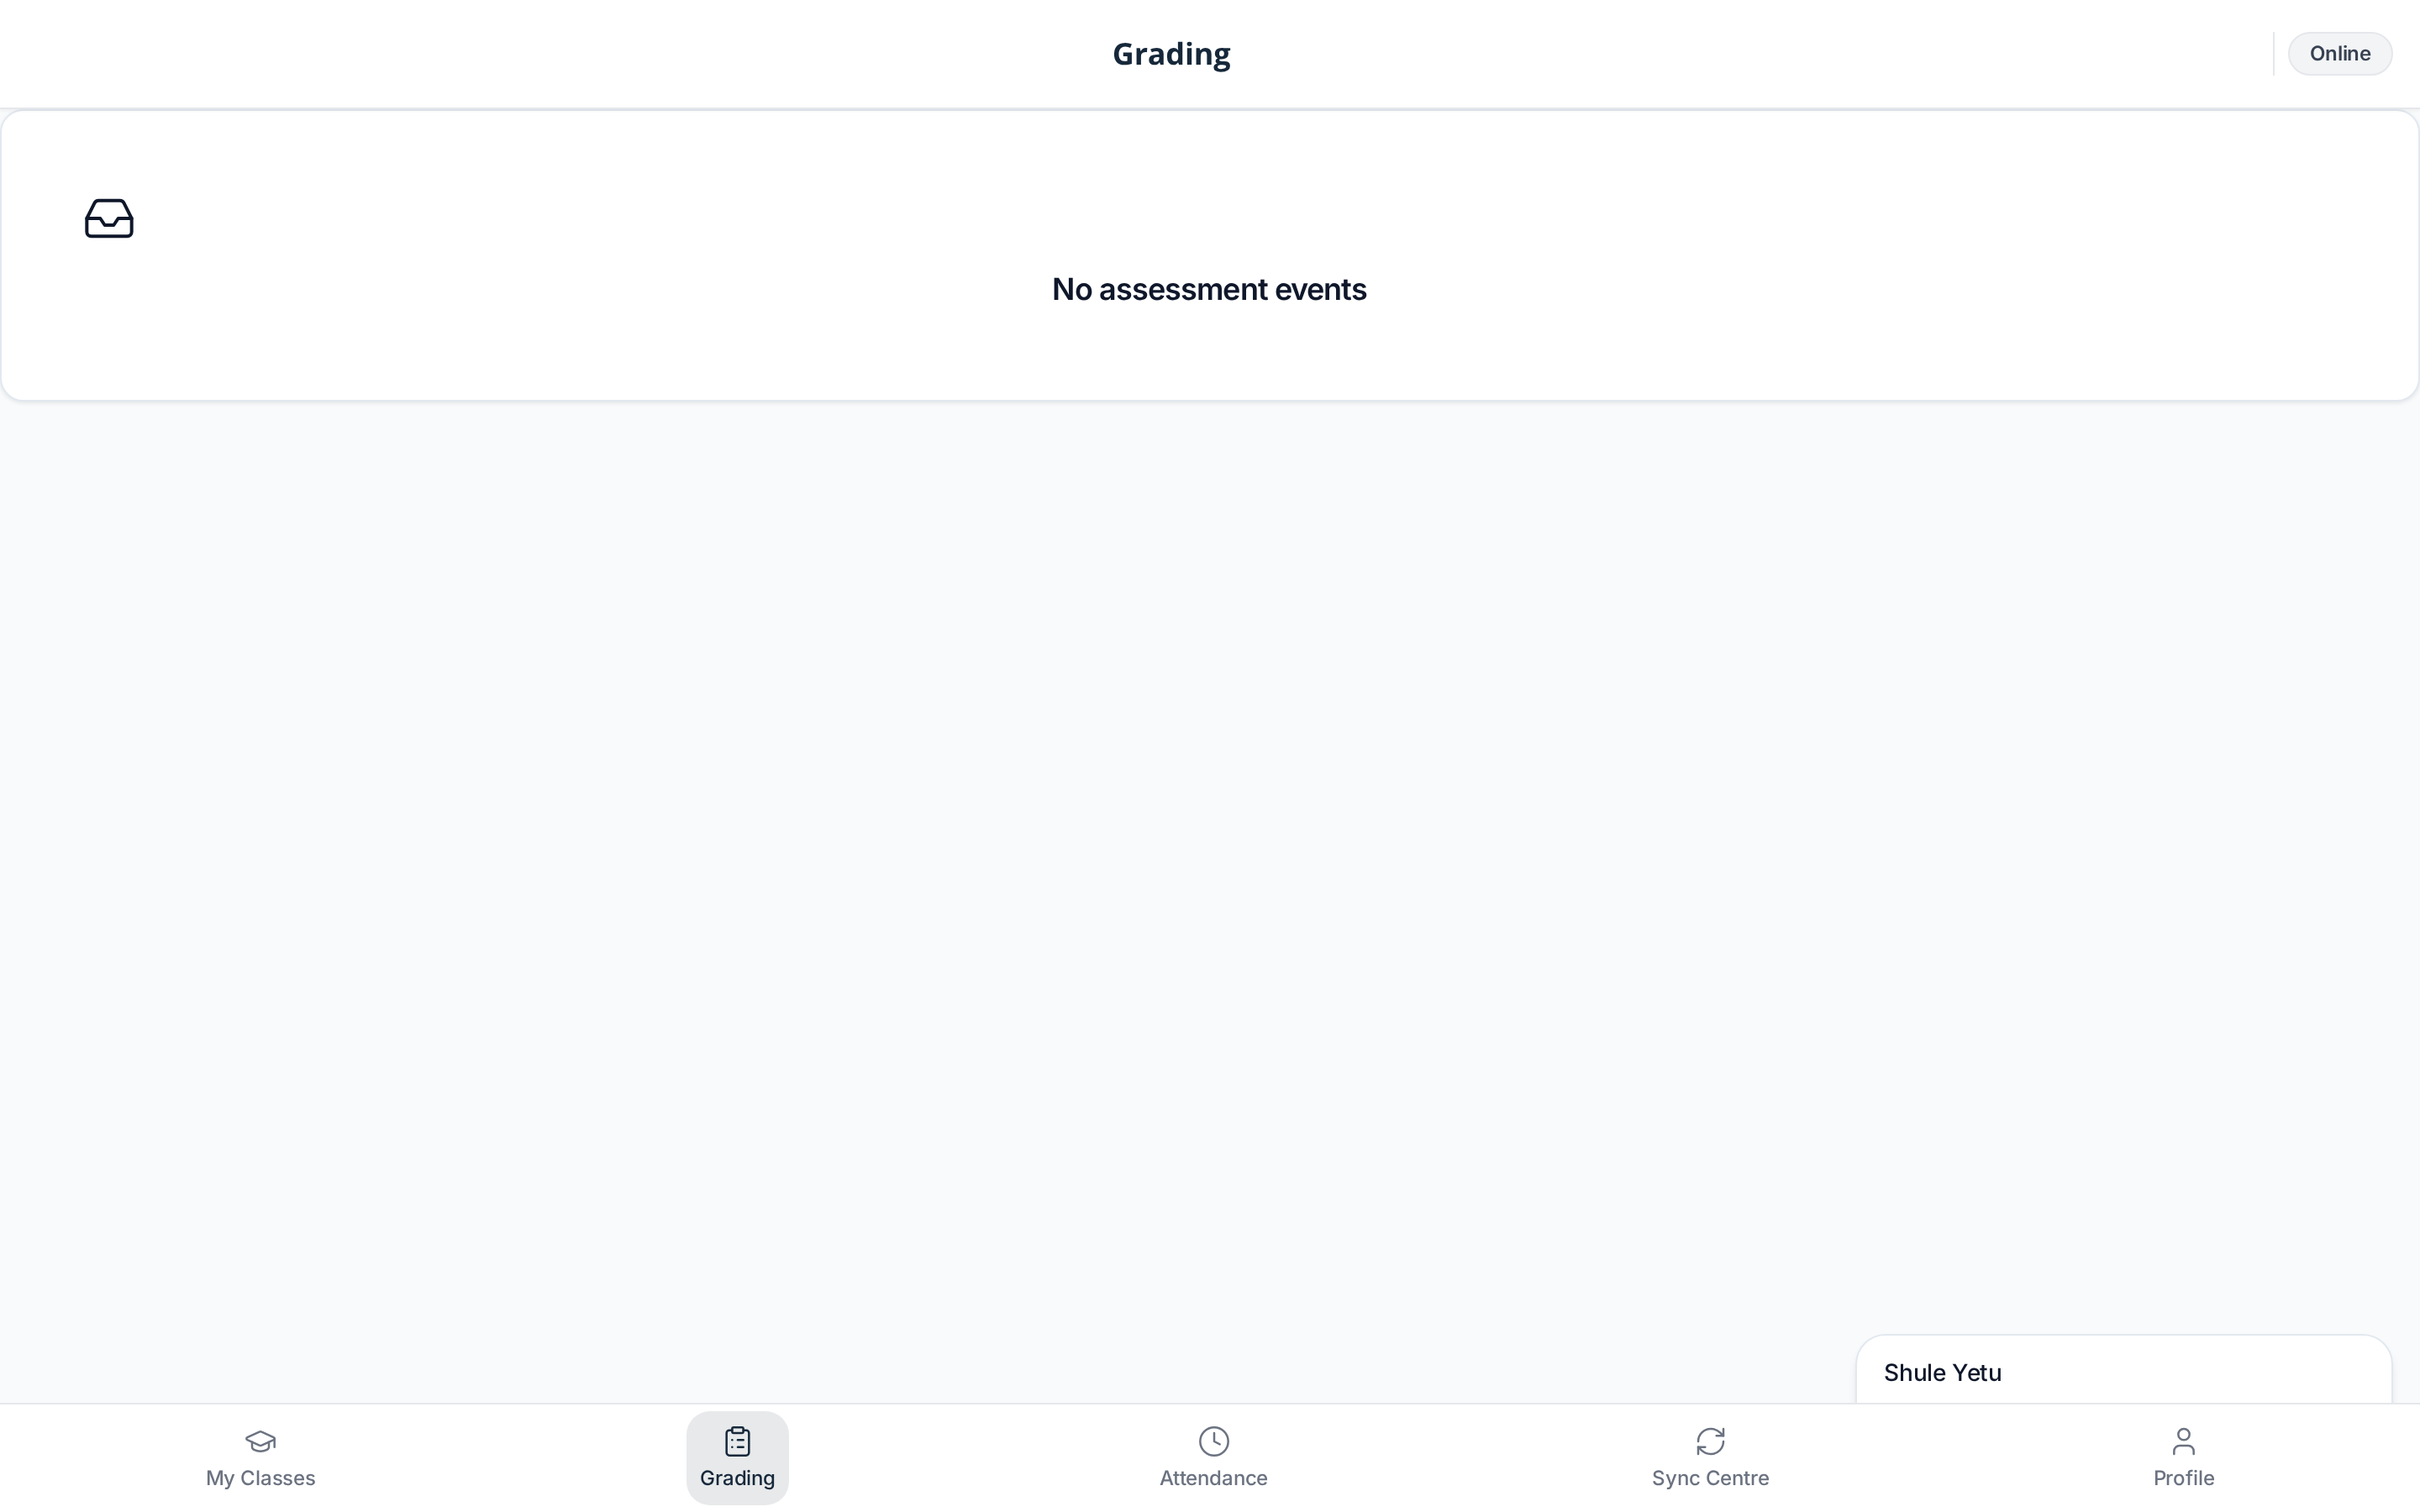 Grading
Online
No assessment events
Shule Yetu
My Classes
Grading
Attendance
Sync Centre
Profile